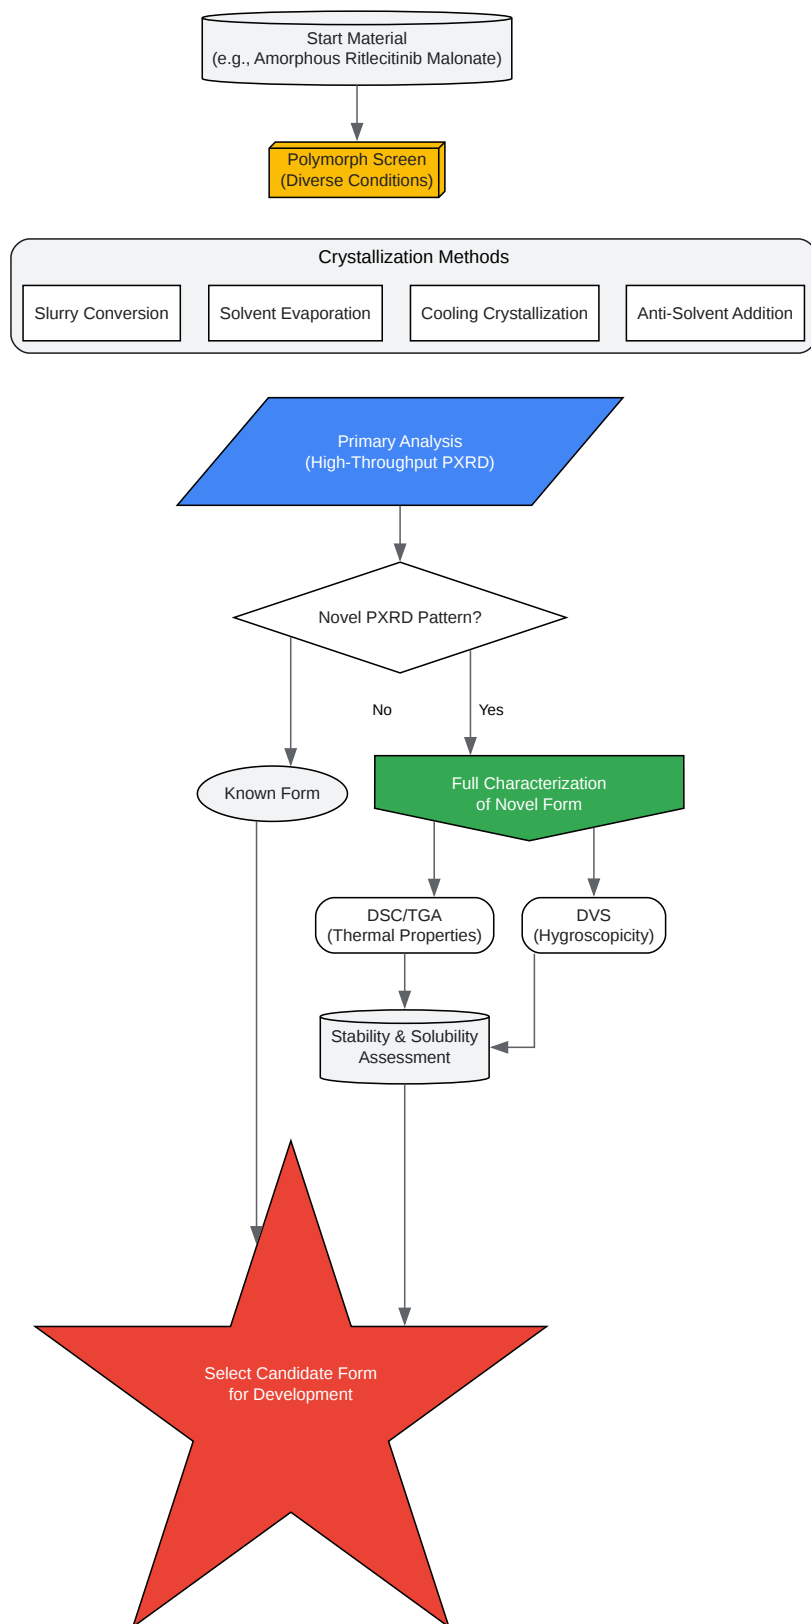 Start Material
(e.g., Amorphous Ritlecitinib Malonate)
Polymorph Screen
(Diverse Conditions)
Crystallization Methods
Slurry Conversion
Solvent Evaporation
Cooling Crystallization
Anti-Solvent Addition
Primary Analysis
(High-Throughput PXRD)
Novel PXRD Pattern?
No
Yes
Known Form
Full Characterization
of Novel Form
DSC/TGA
(Thermal Properties)
DVS
(Hygroscopicity)
Stability & Solubility
Assessment
Select Candidate Form
for Development